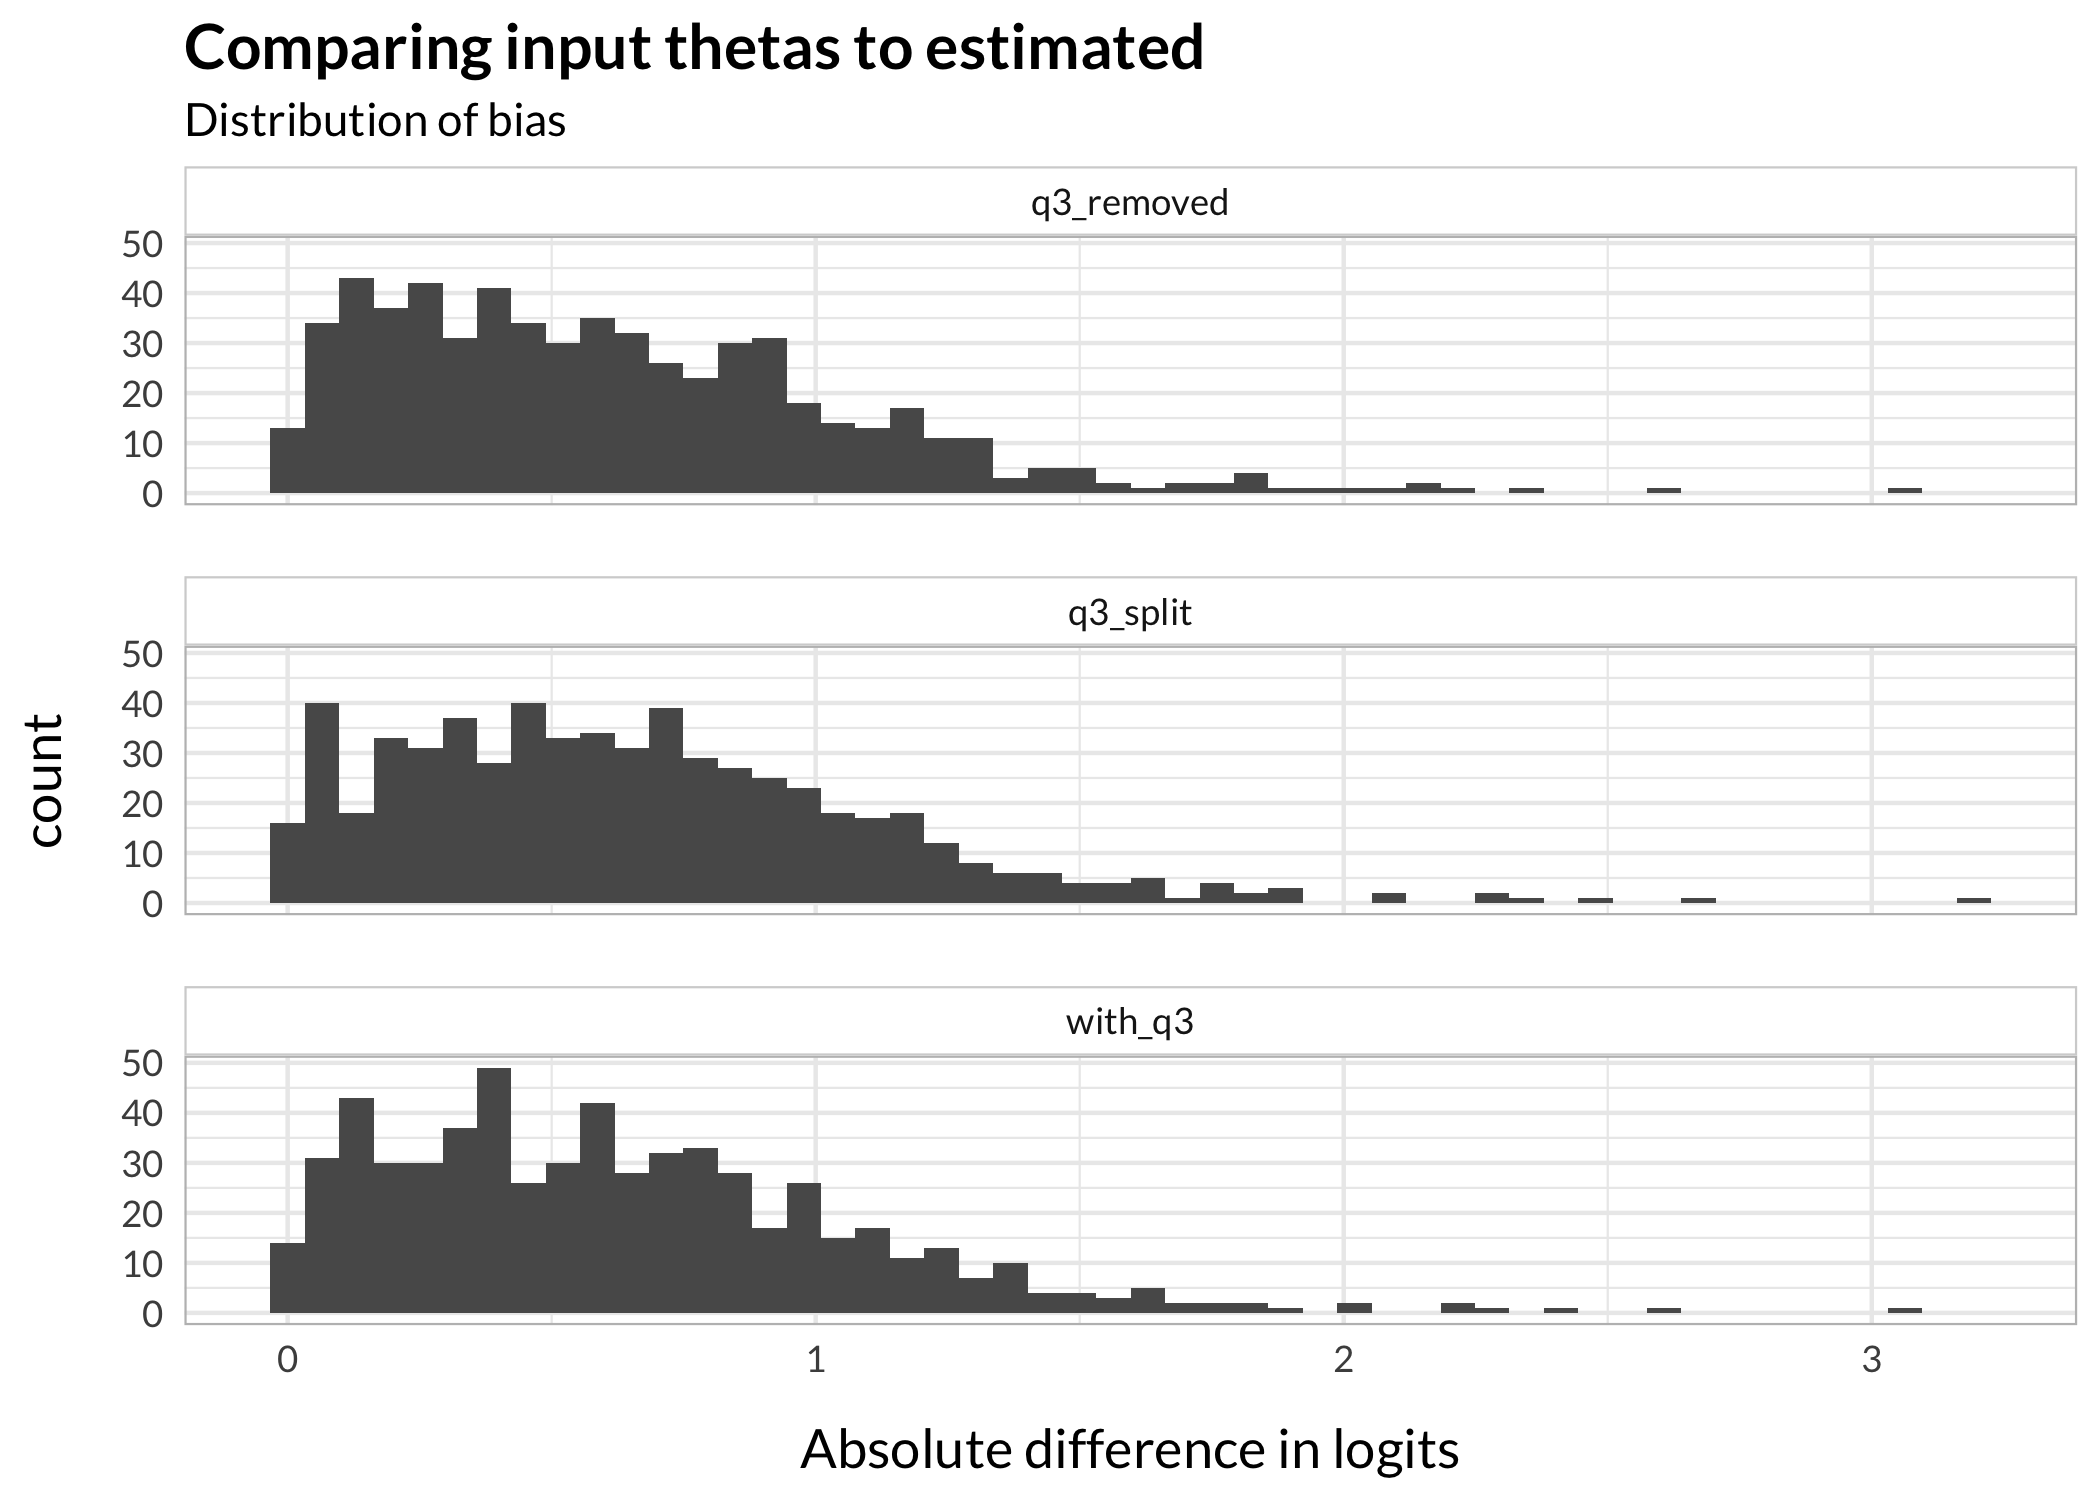 Comparing input thetas to estimated
Distribution of bias
q3_removed
50
40
30
20
10
0
q3_split
50
40
30
20
10
0
count
with_q3
50
40
30
20
10
0
0 1 2 3
Absolute difference in logits